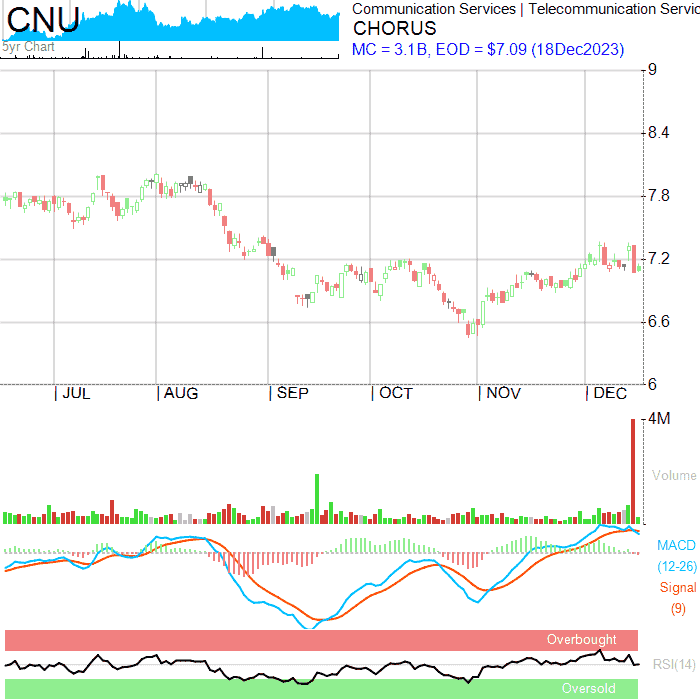 CNU
5yr Chart
Communication Services | Telecommunication Servic
CHORUS
MC = 3.1B, EOD = $7.09 (18Dec2023)
9
8.4
7.8
7.2
6.6
6
| JUL | AUG | SEP | OCT | NOV | DEC
4M
Volume
MACD
(12-26)
Signal
(9)
Overbought
RSI(14)
Oversold